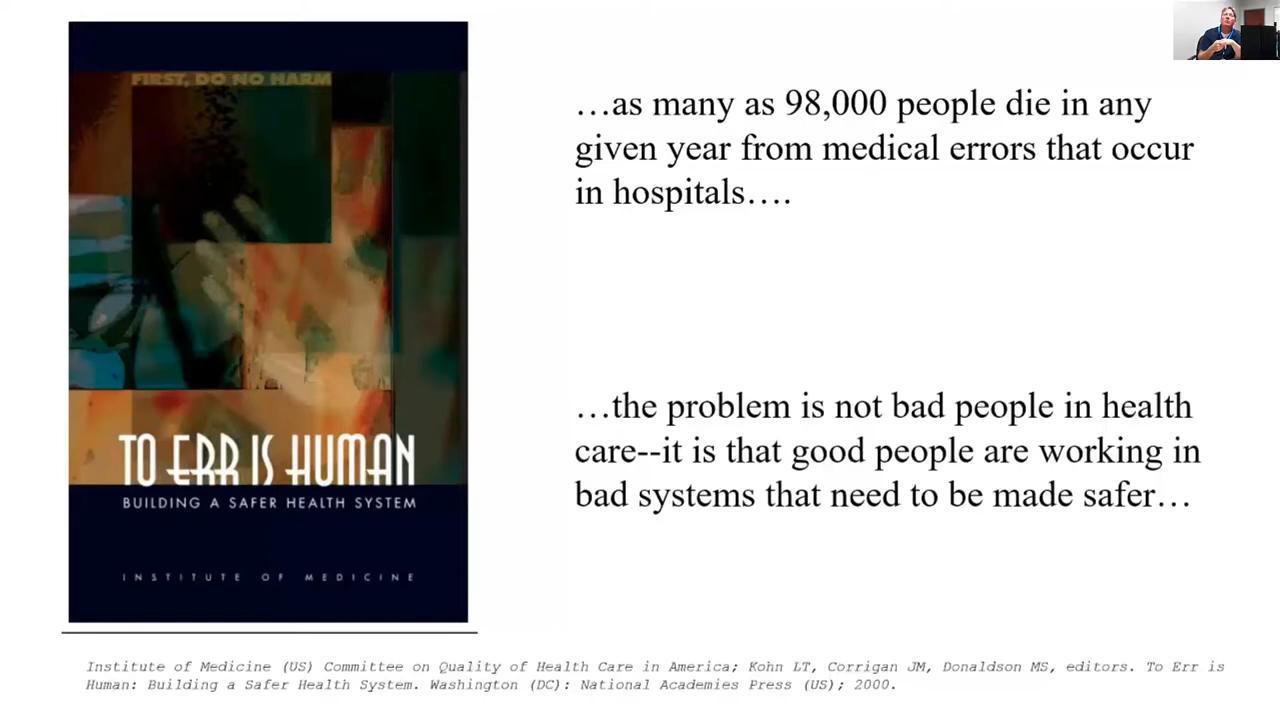 FIRST, DO NO HARM
TO ERR IS HUMAN
BUILDING A SAFER HEALTH SYSTEM
INSTITUTE OF MEDICINE
…as many as 98,000 people die in any
given year from medical errors that occur
in hospitals….
…the problem is not bad people in health
care--it is that good people are working in
bad systems that need to be made safer…
Institute of Medicine (US) Committee on Quality of Health Care in America; Kohn LT, Corrigan JM, Donaldson MS, editors. To Err is
Human: Building a Safer Health System. Washington (DC): National Academies Press (US); 2000.